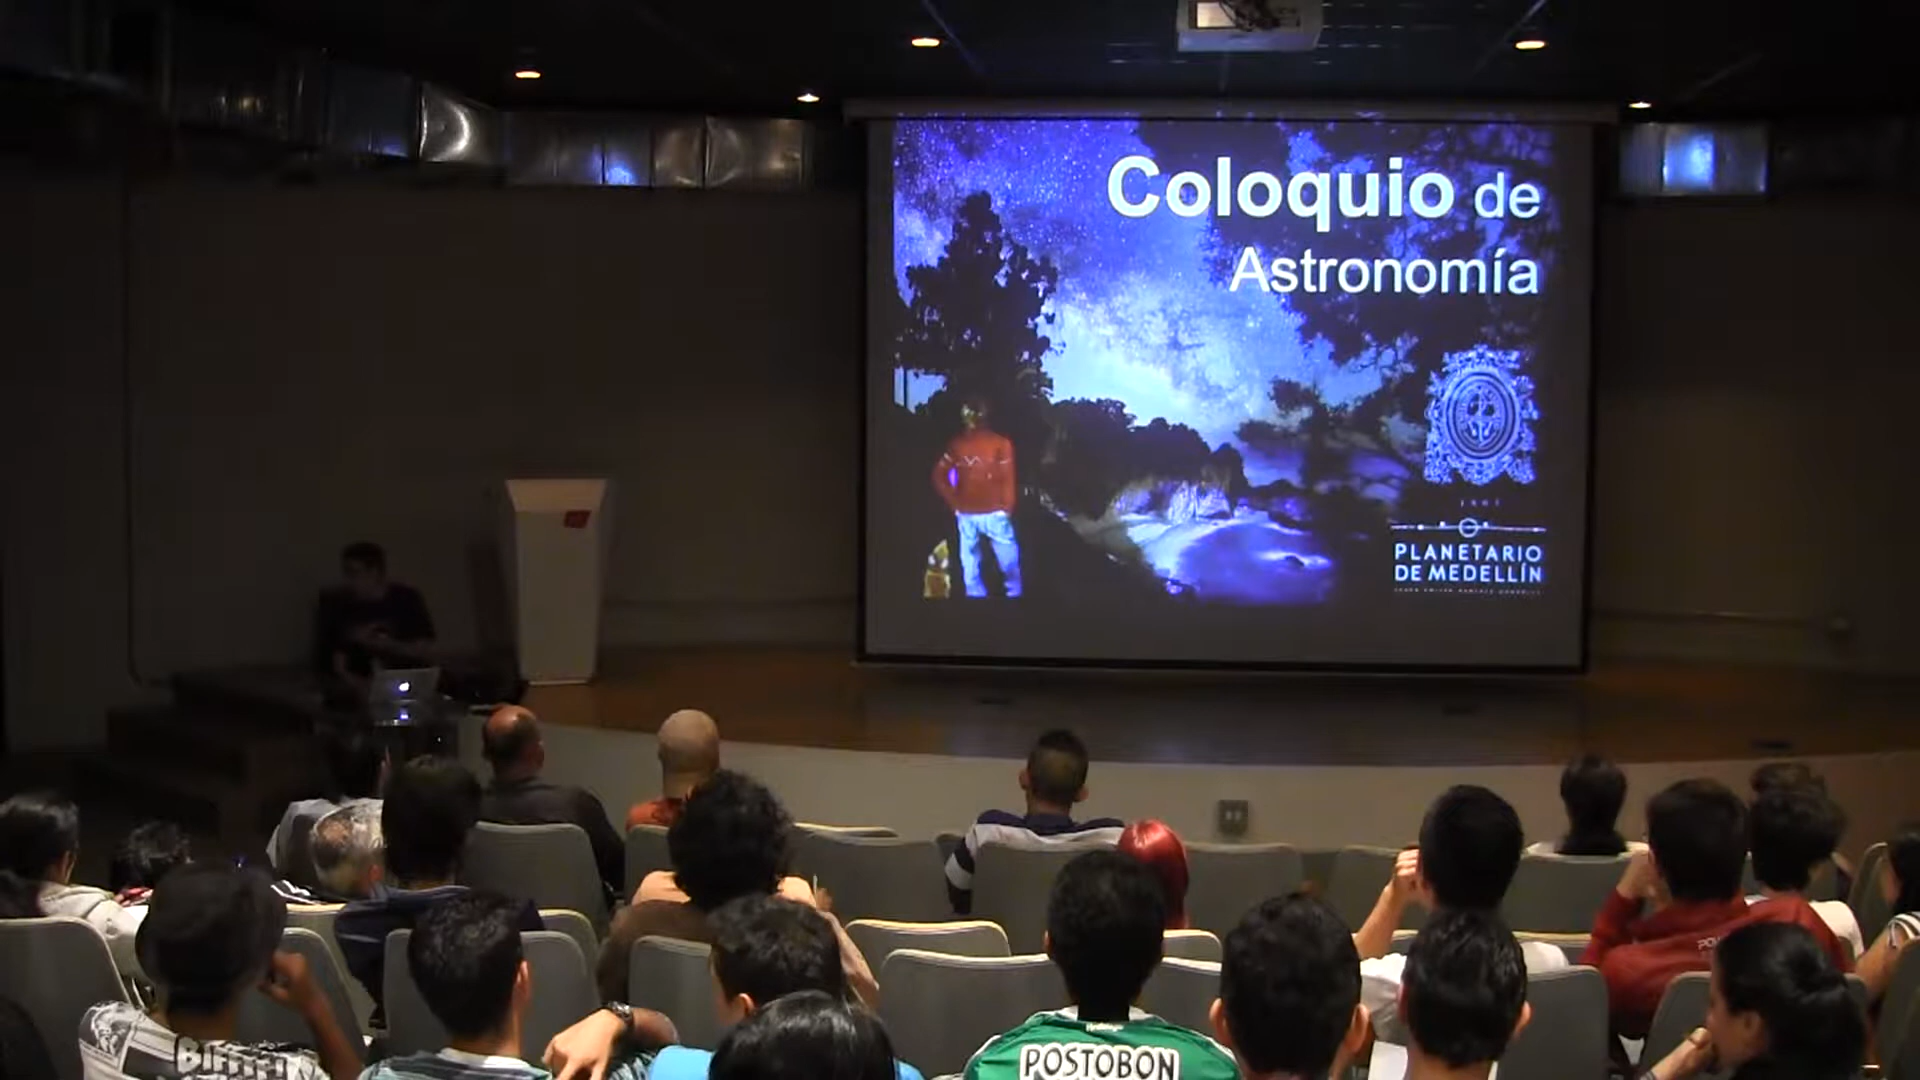 Coloquio de
Astronomía
PLANETARIO
DE MEDELLÍN
POSTOBON